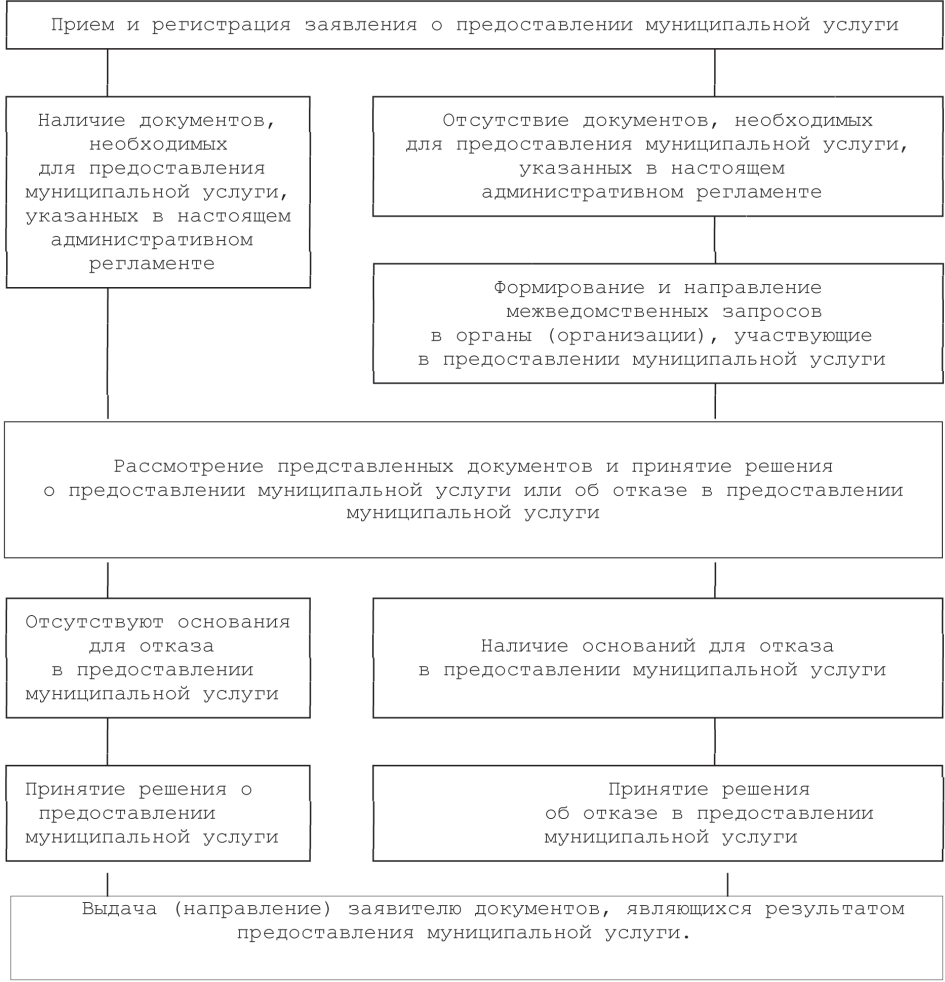 Прием и регистрация заявления о предоставлении муниципальной услуги
Наличие документов,
необходимых
для предоставления
муниципальной услуги,
указанных в настоящем
административном
регламенте
Отсутствие документов, необходимых
для предоставления муниципальной услуги,
указанных в настоящем
административном регламенте
Формирование и направление
межведомственных запросов
в органы (организации), участвующие
в предоставлении муниципальной услуги
Рассмотрение представленных документов и принятие решения
о предоставлении муниципальной услуги или об отказе в предоставлении
муниципальной услуги
Отсутствуют основания
для отказа
в предоставлении
муниципальной услуги
Наличие оснований для отказа
в предоставлении муниципальной услуги
Принятие решения о
предоставлении
муниципальной услуги
Принятие решения
об отказе в предоставлении
муниципальной услуги
Выдача (направление) заявителю документов, являющихся результатом
предоставления муниципальной услуги.